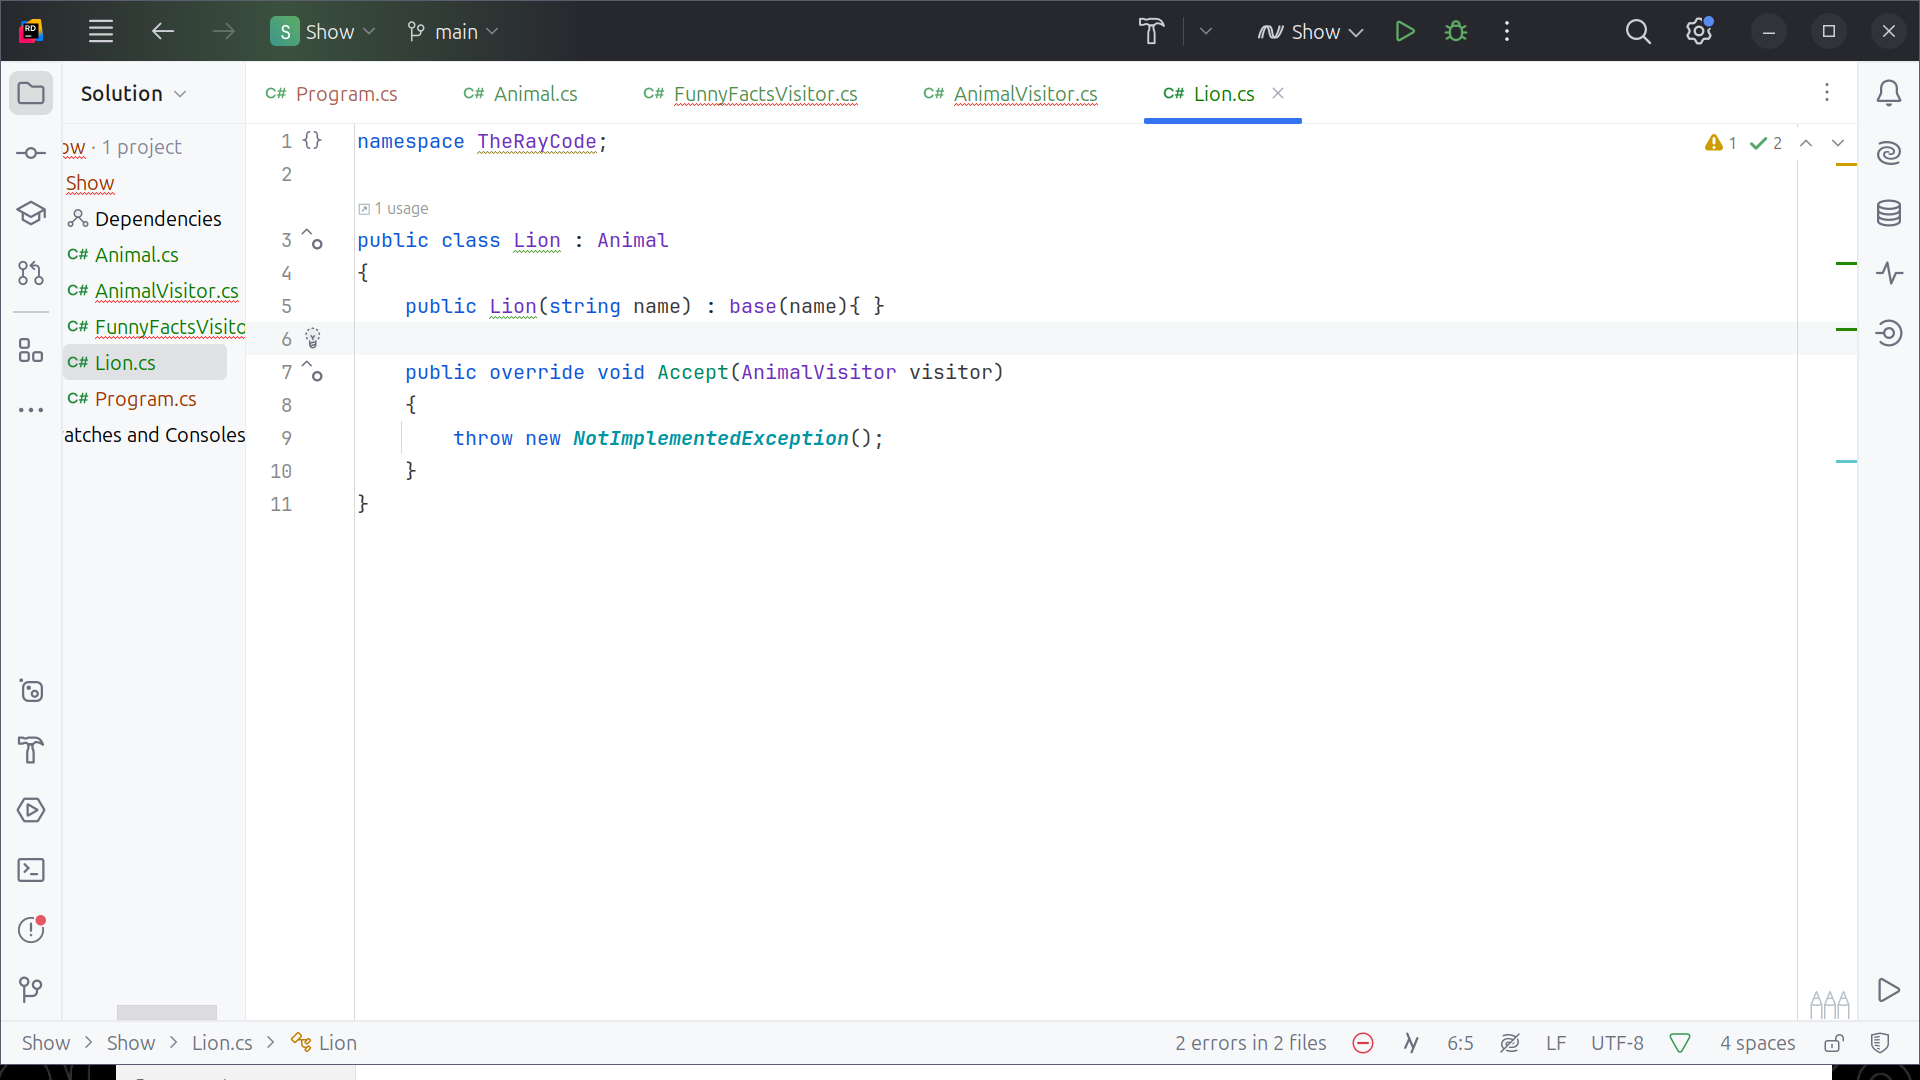 RD
S Show main
Show
Solution
C# Program.cs C# Animal.cs C# FunnyFactsVisitor.cs C# AnimalVisitor.cs C# Lion.cs
ow · 1 project
Show
Dependencies
C# Animal.cs
C# AnimalVisitor.cs
C# FunnyFactsVisito
C# Lion.cs
C# Program.cs
atches and Consoles
1 {} namespace TheRayCode;
1 2
2
1 usage
3 public class Lion : Animal
4 {
5 public Lion(string name) : base(name){ }
6
7 public override void Accept(AnimalVisitor visitor)
8 {
9 throw new NotImplementedException();
10 }
11 }
Show > Show > Lion.cs > Lion
2 errors in 2 files 6:5 LF UTF-8 4 spaces